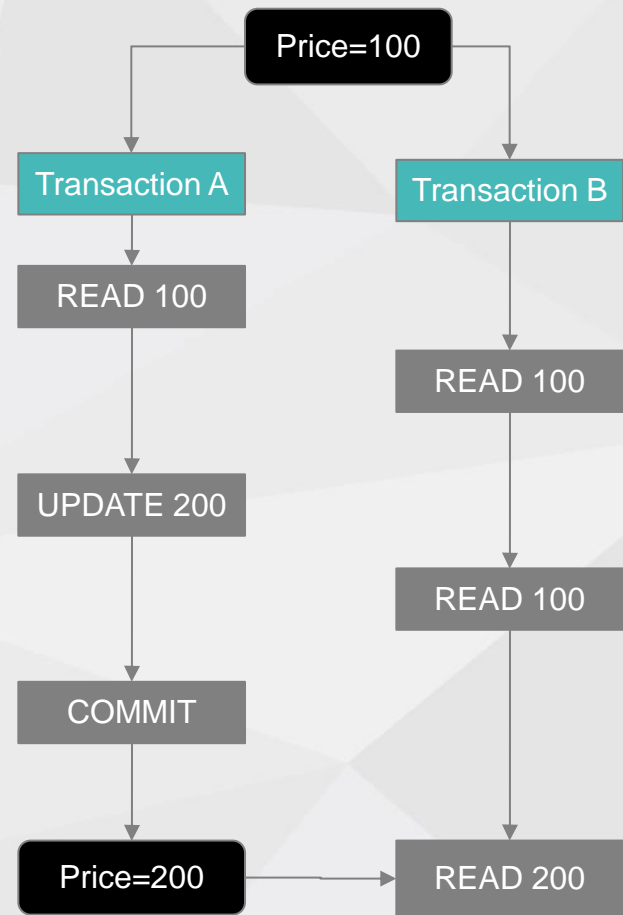 Price=100
Transaction A
Transaction B
READ 100
READ 100
UPDATE 200
READ 100
COMMIT
Price=200
READ 200